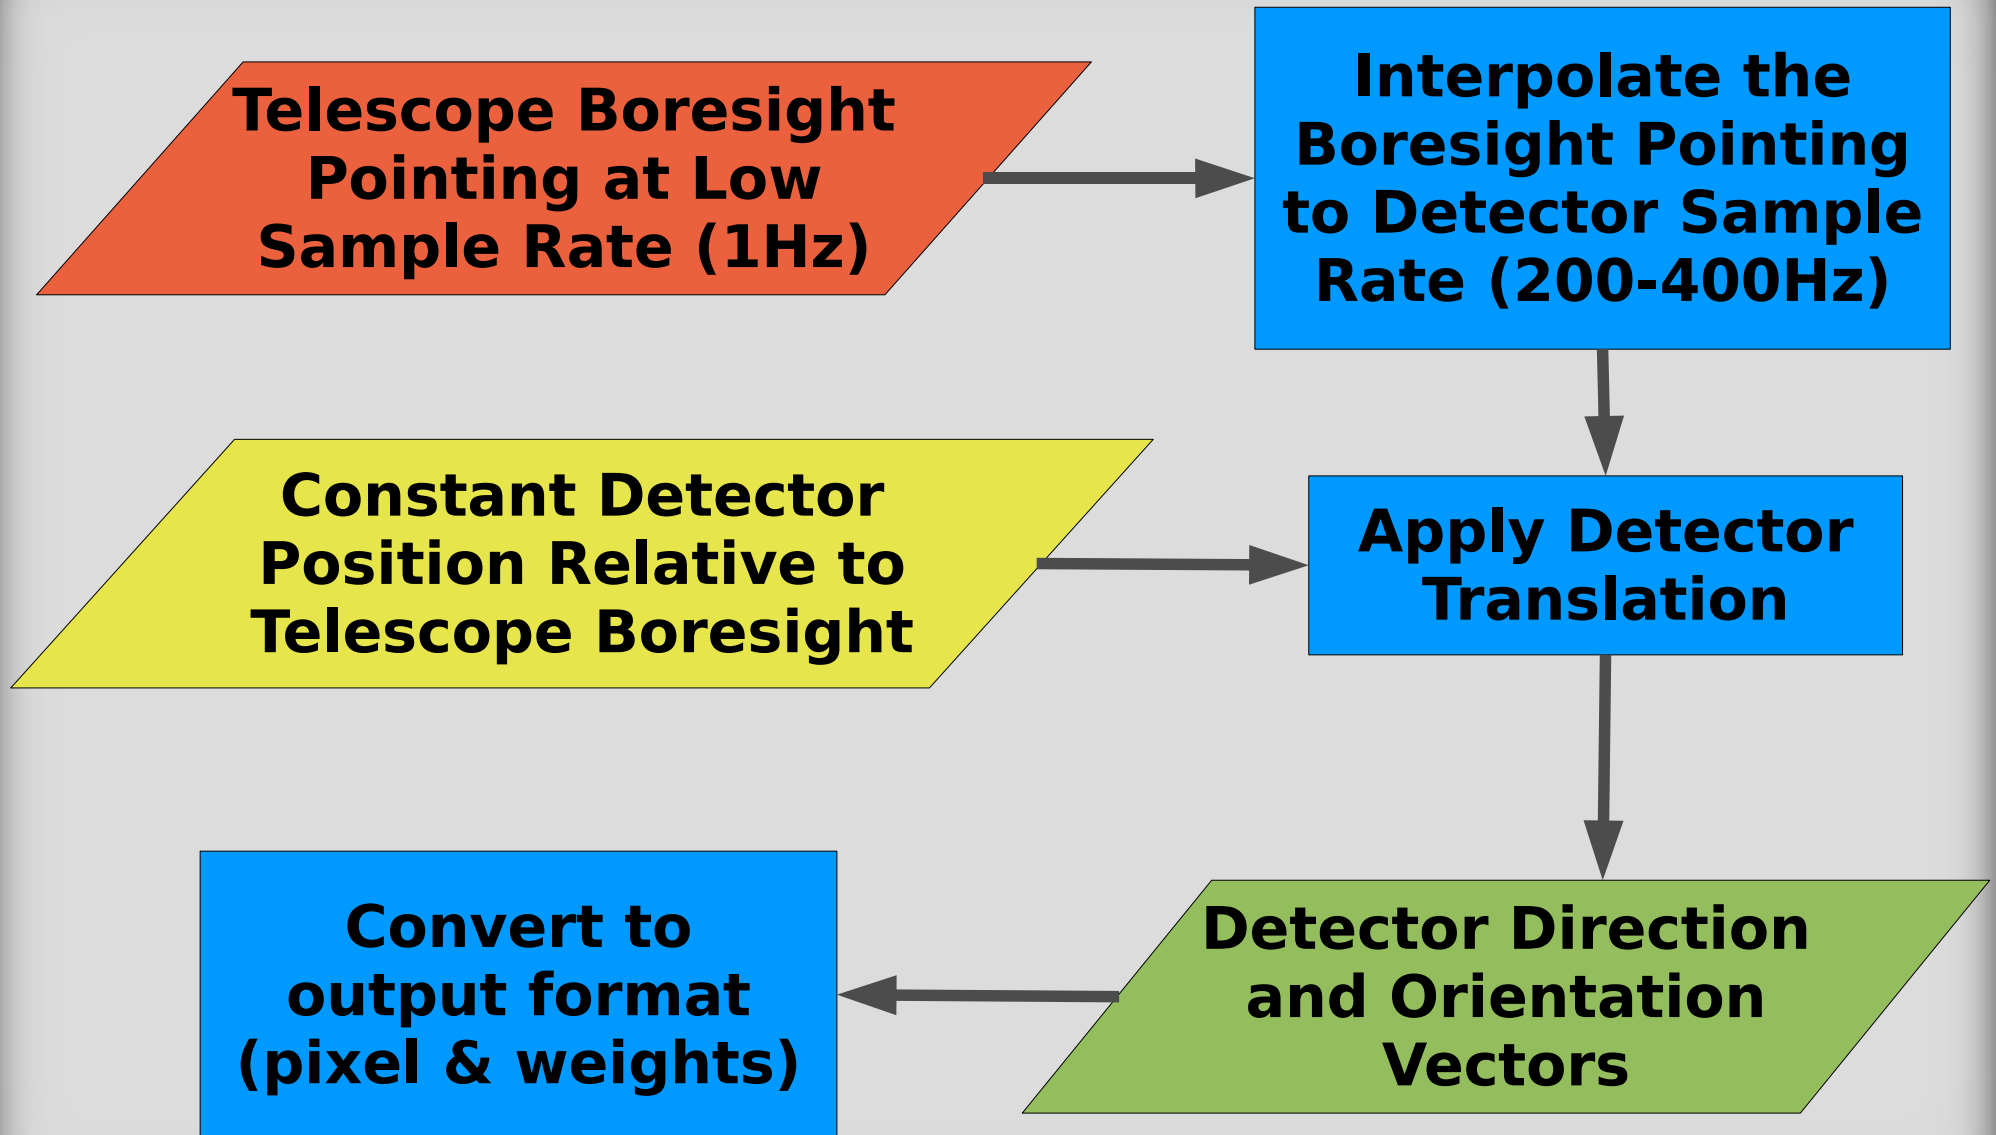 Telescope Boresight
Pointing at Low
Sample Rate (1Hz)
Interpolate the
Boresight Pointing
to Detector Sample
Rate (200-400Hz)
Constant Detector
Position Relative to
Telescope Boresight
Apply Detector
Translation
Convert to
output format
(pixel & weights)
Detector Direction
and Orientation
Vectors